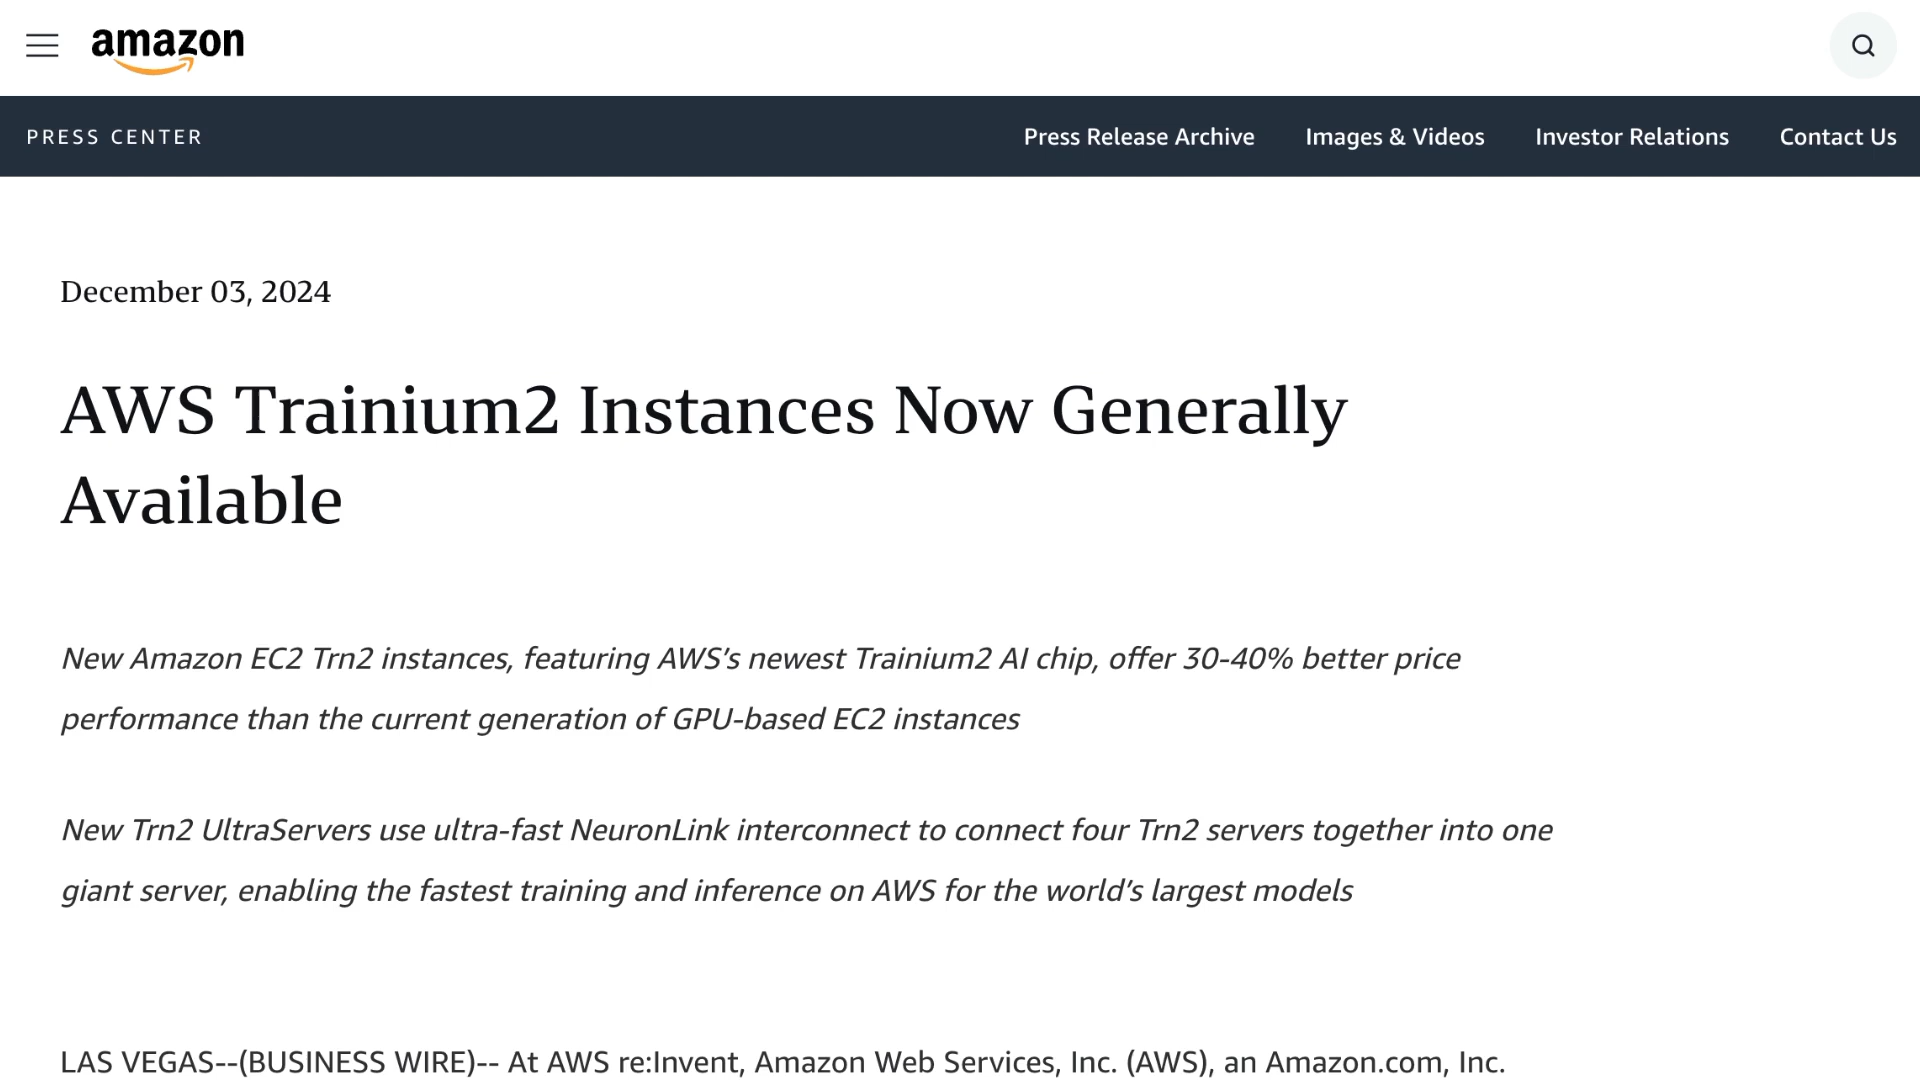 amazon
PRESS CENTER
Press Release Archive
Images & Videos
Investor Relations
Contact Us
December 03, 2024
AWS Trainium2 Instances Now Generally
Available
New Amazon EC2 Trn2 instances, featuring AWS’s newest Trainium2 AI chip, offer 30-40% better price
performance than the current generation of GPU-based EC2 instances
New Trn2 UltraServers use ultra-fast NeuronLink interconnect to connect four Trn2 servers together into one
giant server, enabling the fastest training and inference on AWS for the world’s largest models
LAS VEGAS--(BUSINESS WIRE)-- At AWS re:Invent, Amazon Web Services, Inc. (AWS), an Amazon.com, Inc.